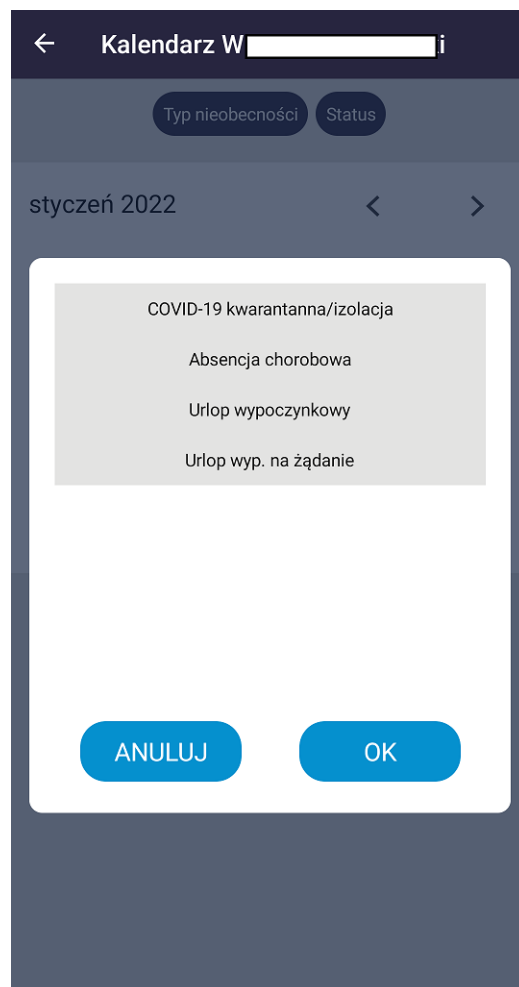 Kalendarz W i
Typ nieobecności Status
styczeń 2022
COVID-19 kwarantanna/izolacja
Absencja chorobowa
Urlop wypoczynkowy
Urlop wyp. na żądanie
ANULUJ OK